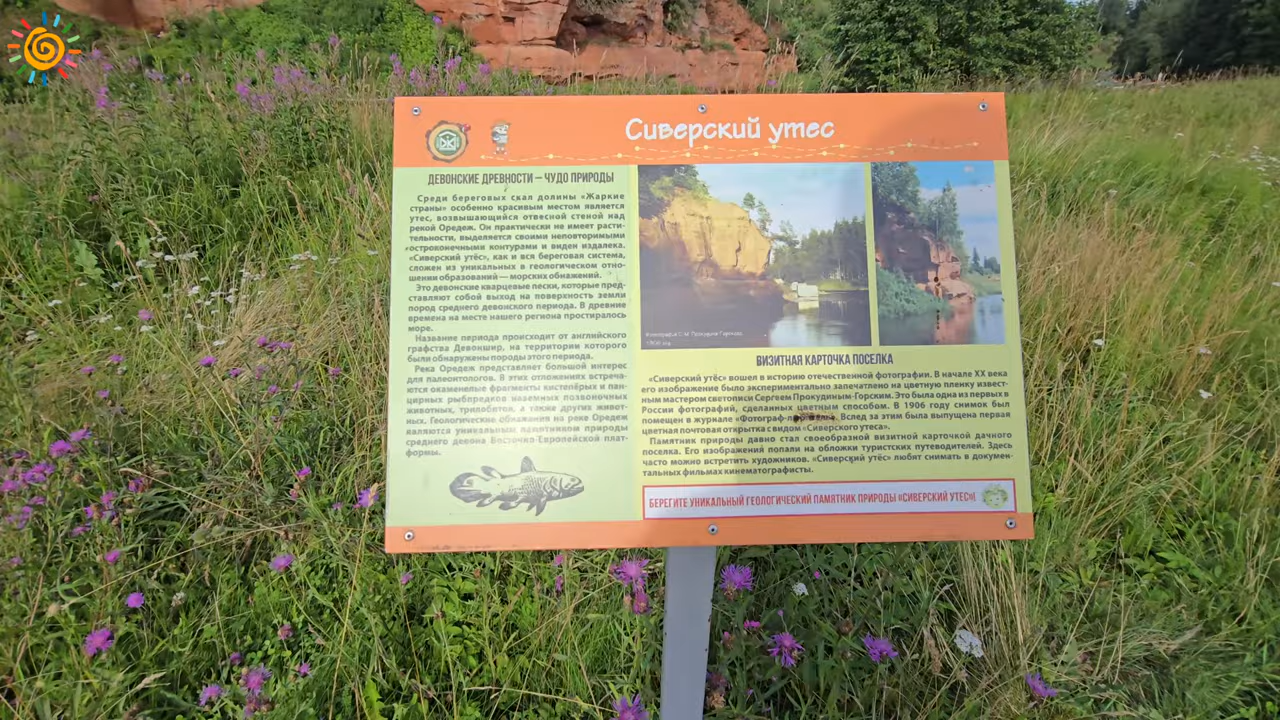 Сиверский утес
ДЕВОНСКИЕ ДРЕВНОСТИ – ЧУДО ПРИРОДЫ
Среди береговых скал долины «Жаркие
страны» особенно красивым местом является
утес, возвышающийся отвесной стеной над
рекой Оредеж. Он практически не имеет расти-
тельности, выделяется своими неповторимыми
остроконечными контурами и виден издалека.
«Сиверский утёс», как и вся береговая система,
сложен из уникальных в геологическом отно-
шении образований — морских обнажений.
Это девонские кварцевые пески, которые пред-
ставляют собой выход на поверхность земли
пород среднего девонского периода. В древние
времена на месте нашего региона простиралось
море.
Название периода происходит от английского
графства Девоншир, на территории которого
были обнаружены породы этого периода.
Река Оредеж представляет большой интерес
для палеонтологов. В этих отложениях встреча-
ются окаменелые фрагменты кистепёрых и пан-
цирных рыб, предков наземных позвоночных
животных, трилобитов, а также других живот-
ных. Геологические обнажения реки Оредеж
являются уникальным памятником природы
среднего девона Восточно-Европейской плат-
формы.
Фотография С. М. Прокудина-Горского.
1906 год
ВИЗИТНАЯ КАРТОЧКА ПОСЕЛКА
«Сиверский утёс» вошел в историю отечественной фотографии. В начале XX века
его изображение было экспериментально запечатлено на цветную пленку извест-
ным мастером светописи Сергеем Прокудиным-Горским. Это была одна из первых в
России фотографий, сделанных цветным способом. В 1906 году снимок был
помещен в журнале «Фотограф-любитель». Вслед за этим была выпущена первая
цветная почтовая открытка с видом «Сиверского утеса».
Памятник природы давно стал своеобразной визитной карточкой дачного
поселка. Его изображения попали на обложки туристских путеводителей. Здесь
часто можно встретить художников. «Сиверский утёс» любят снимать в докумен-
тальных фильмах кинематографисты.
БЕРЕГИТЕ УНИКАЛЬНЫЙ ГЕОЛОГИЧЕСКИЙ ПАМЯТНИК ПРИРОДЫ «СИВЕРСКИЙ УТЕС»!